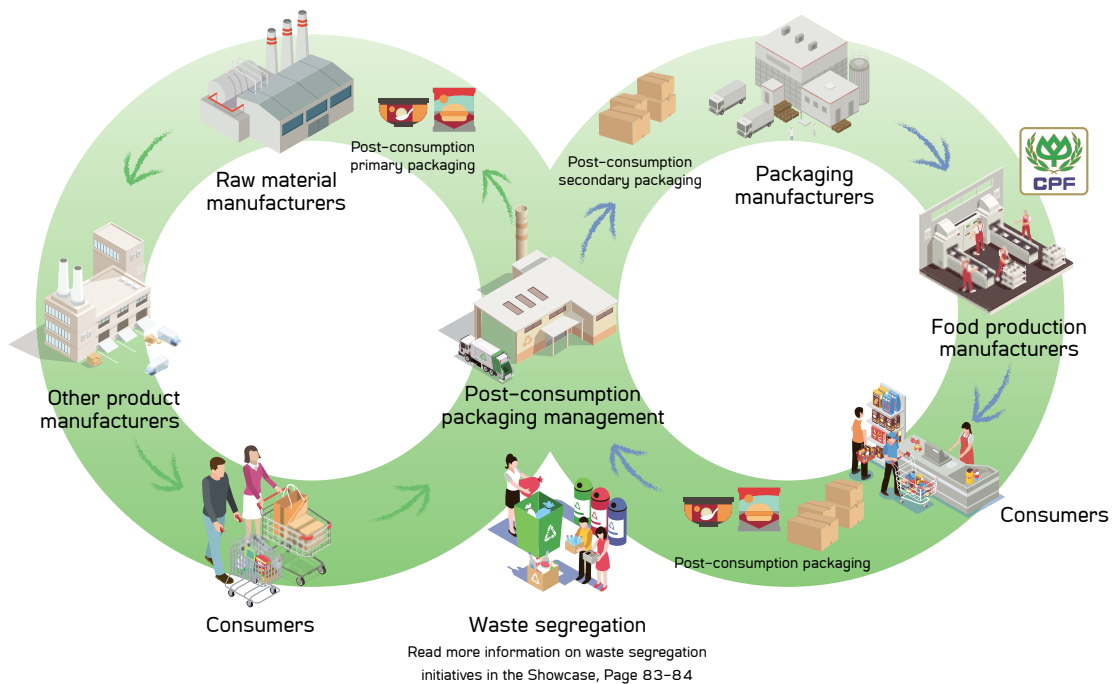 Post-consumption
primary packaging
Raw material
manufacturers
Post-consumption
secondary packaging
Packaging
manufacturers
CPF
Food production
manufacturers
Other product
manufacturers
Post-consumption
packaging management
Consumers
Post-consumption packaging
Consumers
Waste segregation
Read more information on waste segregation
initiatives in the Showcase, Page 83-84